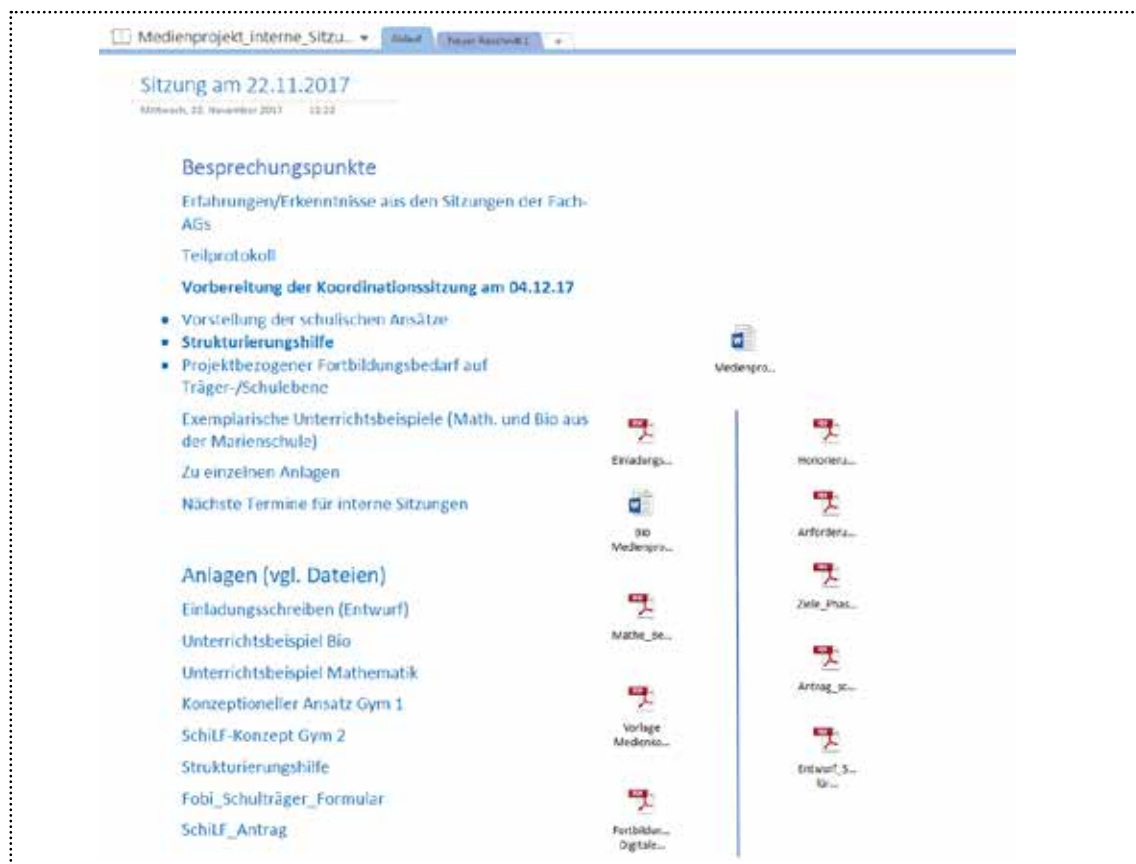 Medienprojekt_interne_Sitzu...
Ablauf
Neuer Abschnitt 1
+
Sitzung am 22.11.2017
Mittwoch, 22. November 2017
Besprechungspunkte
Erfahrungen/Erkenntnisse aus den Sitzungen der Fach-
AGs
Teilprotokoll
Vorbereitung der Koordinationssitzung am 04.12.17
• Vorstellung der schulischen Ansätze
• Strukturierungshilfe
• Projektbezogener Fortbildungsbedarf auf
Träger-/Schulebene
Exemplarische Unterrichtsbeispiele (Math. und Bio aus
der Marienschule)
Zu einzelnen Anlagen
Nächste Termine für interne Sitzungen
Anlagen (vgl. Dateien)
Einladungsschreiben (Entwurf)
Unterrichtsbeispiel Bio
Unterrichtsbeispiel Mathematik
Konzeptioneller Ansatz Gym 1
SchiLF-Konzept Gym 2
Strukturierungshilfe
Fobi_Schulträger_Formular
SchiLF_Antrag
Medienpro...
Einladungs...
Bio
Medienpro...
Mathe_Be...
Vorlage
Medienko...
Fortbildun...
Digitale...
Honorieru...
Anforderu...
Ziele_Phas...
Antrag_sc...
Entwurf_S...
für...